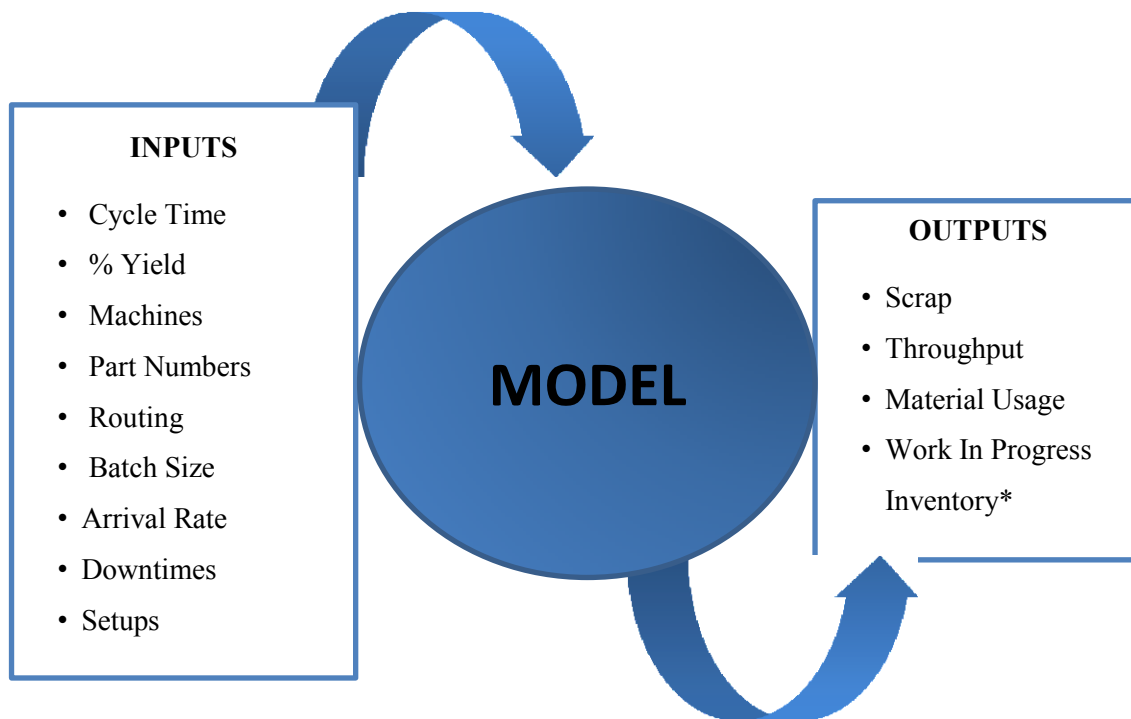 INPUTS
• Cycle Time
• % Yield
• Machines
• Part Numbers
• Routing
• Batch Size
• Arrival Rate
• Downtimes
• Setups
MODEL
OUTPUTS
• Scrap
• Throughput
• Material Usage
• Work In Progress
Inventory*